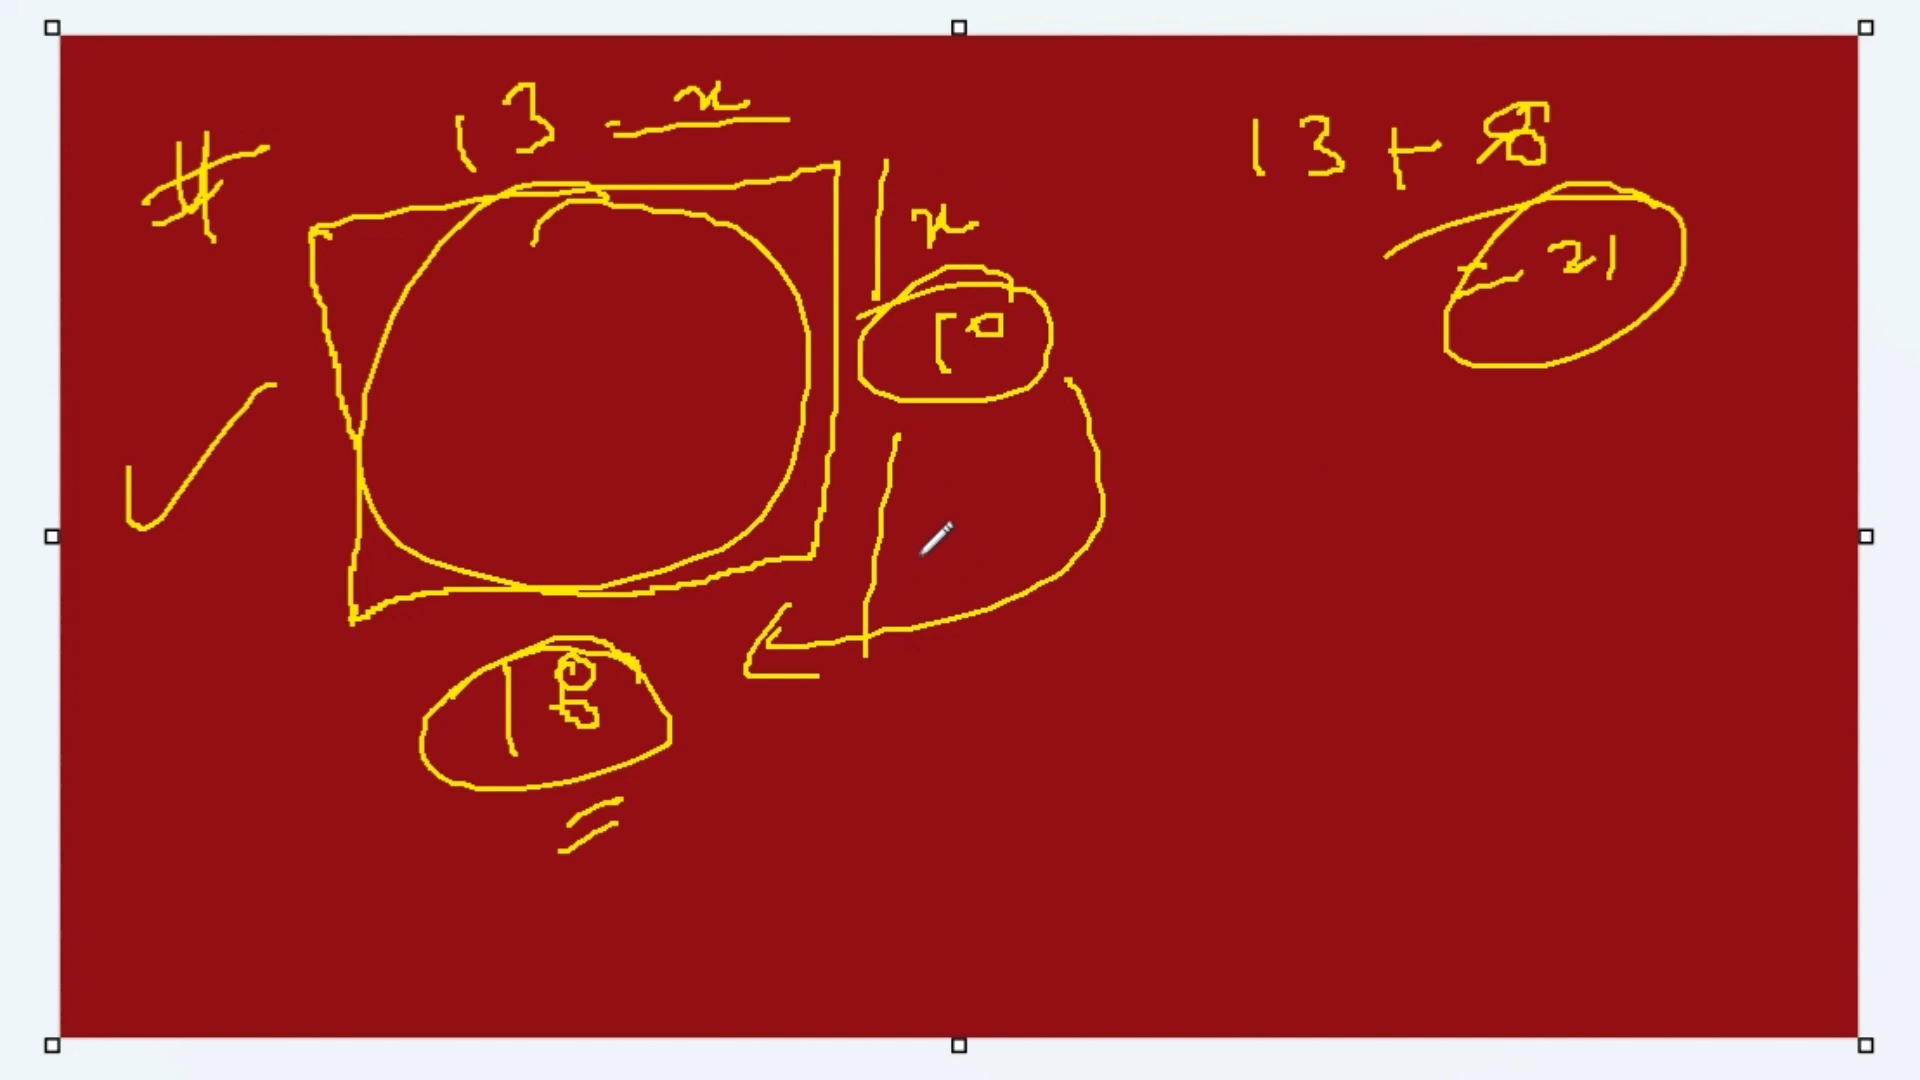 # 13 - x
13 + 8
x
= 21
10
18
=